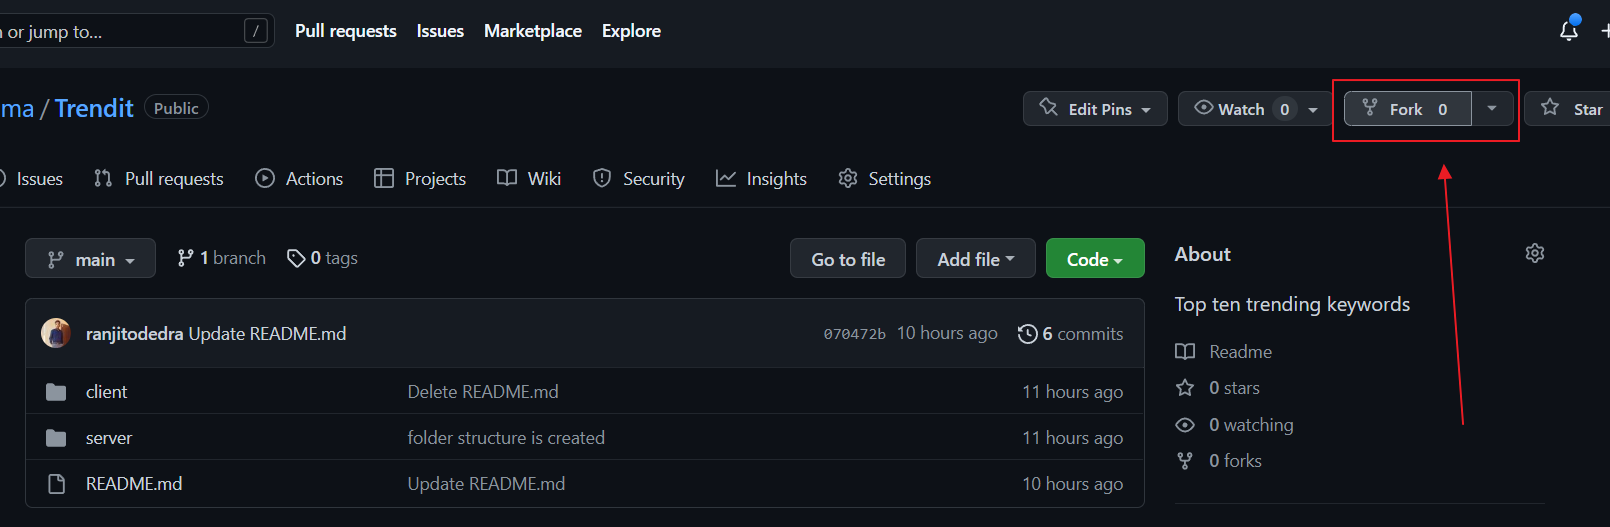 or jump to... /
Pull requests Issues Marketplace Explore
ma / Trendit Public
Edit Pins Watch 0 Fork 0 Star
Issues Pull requests Actions Projects Wiki Security Insights Settings
main 1 branch 0 tags Go to file Add file Code
ranjitodedra Update README.md 070472b 10 hours ago 6 commits
client Delete README.md 11 hours ago
server folder structure is created 11 hours ago
README.md Update README.md 10 hours ago
About
Top ten trending keywords
Readme
0 stars
0 watching
0 forks